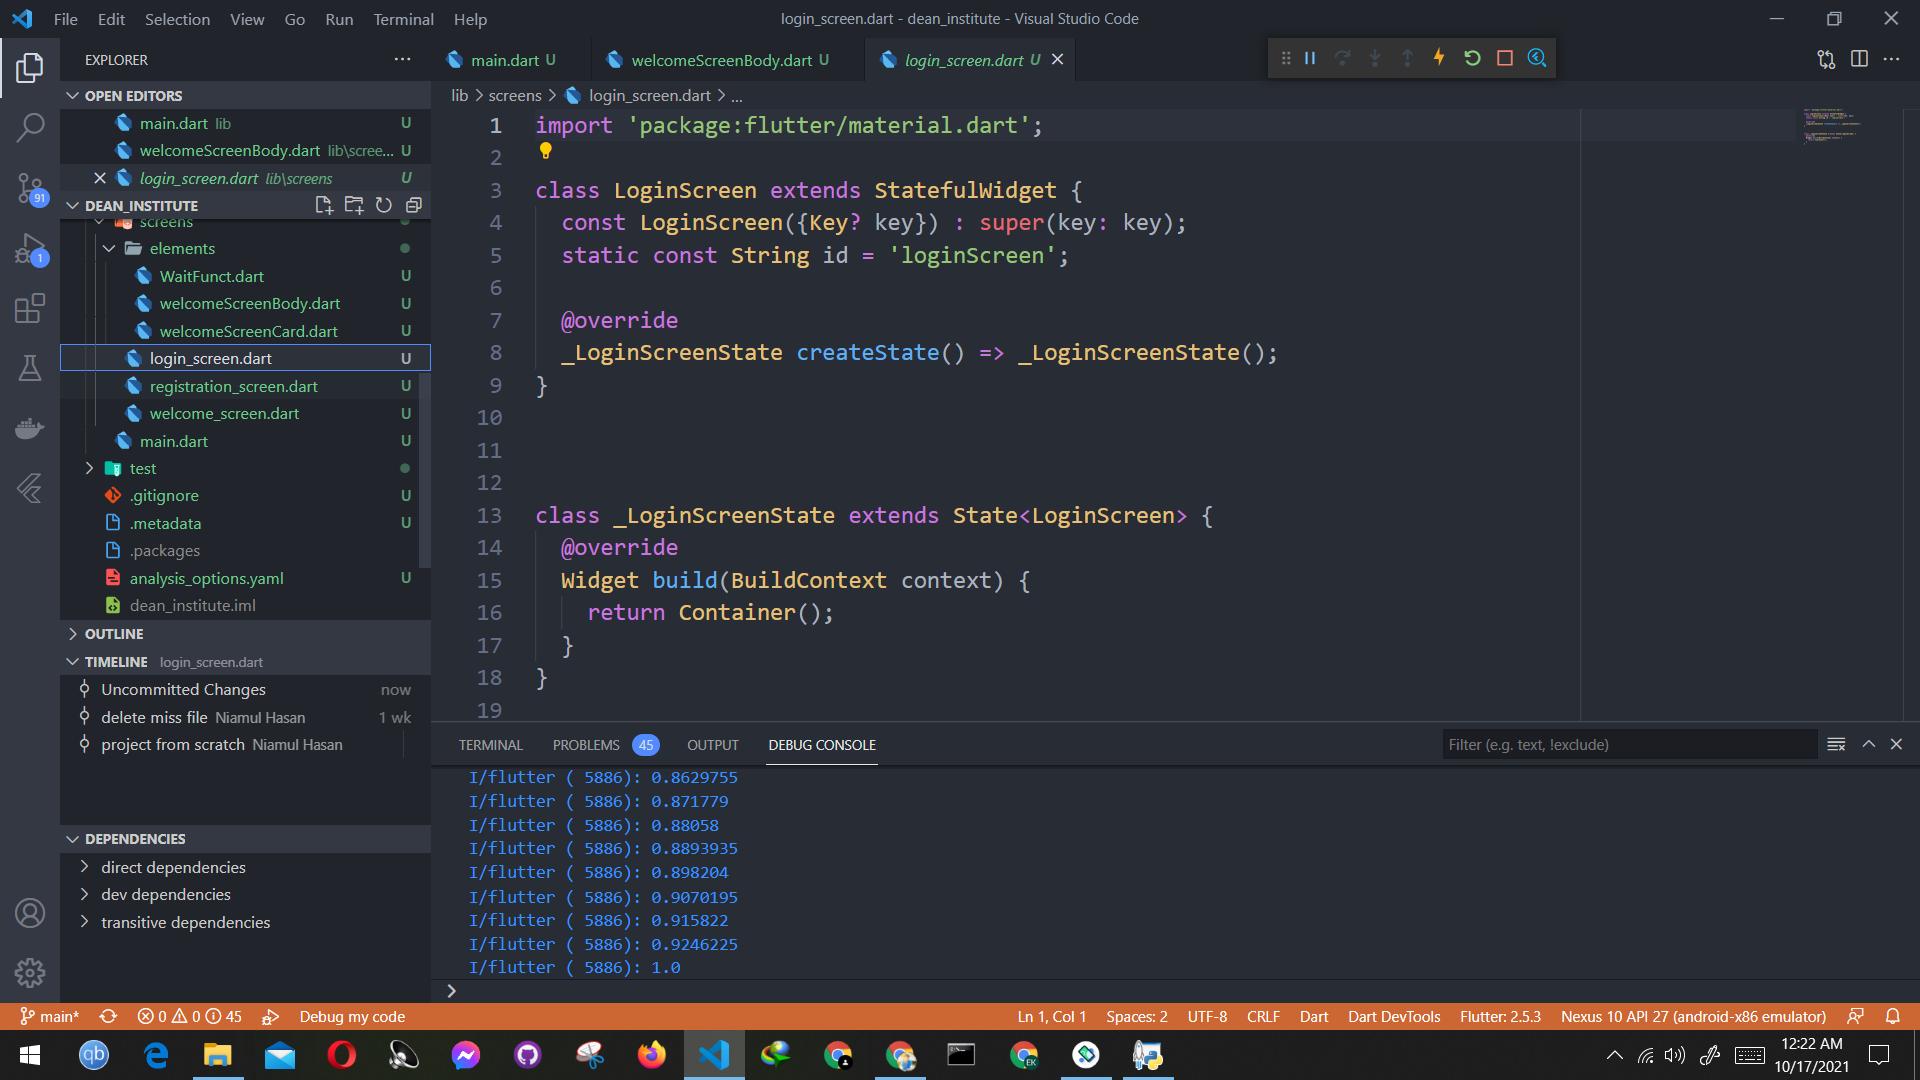 File Edit Selection View Go Run Terminal Help
login_screen.dart - dean_institute - Visual Studio Code
EXPLORER
OPEN EDITORS
main.dart lib U
welcomeScreenBody.dart lib\scree... U
login_screen.dart lib\screens U
DEAN_INSTITUTE
screens
elements
WaitFunct.dart U
welcomeScreenBody.dart U
welcomeScreenCard.dart U
login_screen.dart U
registration_screen.dart U
welcome_screen.dart U
main.dart U
test
.gitignore U
.metadata U
.packages
analysis_options.yaml U
dean_institute.iml
OUTLINE
TIMELINE login_screen.dart
Uncommitted Changes now
delete miss file Niamul Hasan 1 wk
project from scratch Niamul Hasan
DEPENDENCIES
direct dependencies
dev dependencies
transitive dependencies
91
1
main.dart U welcomeScreenBody.dart U login_screen.dart U
lib > screens > login_screen.dart > ...
1 import 'package:flutter/material.dart';
2
3 class LoginScreen extends StatefulWidget {
4 const LoginScreen({Key? key}) : super(key: key);
5 static const String id = 'loginScreen';
6
7 @override
8 _LoginScreenState createState() => _LoginScreenState();
9 }
10
11
12
13 class _LoginScreenState extends State<LoginScreen> {
14 @override
15 Widget build(BuildContext context) {
16 return Container();
17 }
18 }
19
TERMINAL PROBLEMS 45 OUTPUT DEBUG CONSOLE
Filter (e.g. text, !exclude)
I/flutter ( 5886): 0.8629755
I/flutter ( 5886): 0.871779
I/flutter ( 5886): 0.88058
I/flutter ( 5886): 0.8893935
I/flutter ( 5886): 0.898204
I/flutter ( 5886): 0.9070195
I/flutter ( 5886): 0.915822
I/flutter ( 5886): 0.9246225
I/flutter ( 5886): 1.0
>
main* 0 0 45 Debug my code
Ln 1, Col 1 Spaces: 2 UTF-8 CRLF Dart Dart DevTools Flutter: 2.5.3 Nexus 10 API 27 (android-x86 emulator)
qb
EK
12:22 AM
10/17/2021